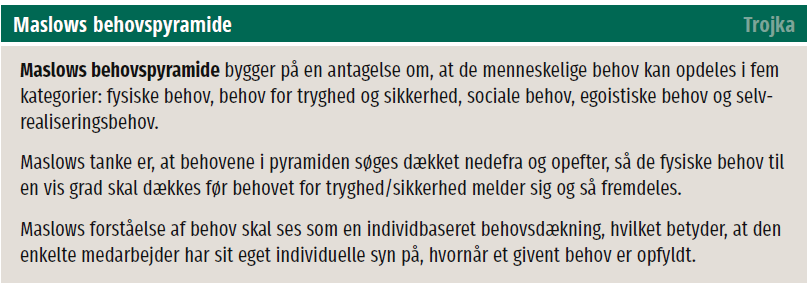 Maslows behovspyramide Trojka
Maslows behovspyramide bygger på en antagelse om, at de menneskelige behov kan opdeles i fem
kategorier: fysiske behov, behov for tryghed og sikkerhed, sociale behov, egoistiske behov og selv-
realiseringsbehov.
Maslows tanke er, at behovene i pyramiden søges dækket nedefra og opefter, så de fysiske behov til
en vis grad skal dækkes før behovet for tryghed/sikkerhed melder sig og så fremdeles.
Maslows forståelse af behov skal ses som en individbaseret behovsdækning, hvilket betyder, at den
enkelte medarbejder har sit eget individuelle syn på, hvornår et givent behov er opfyldt.